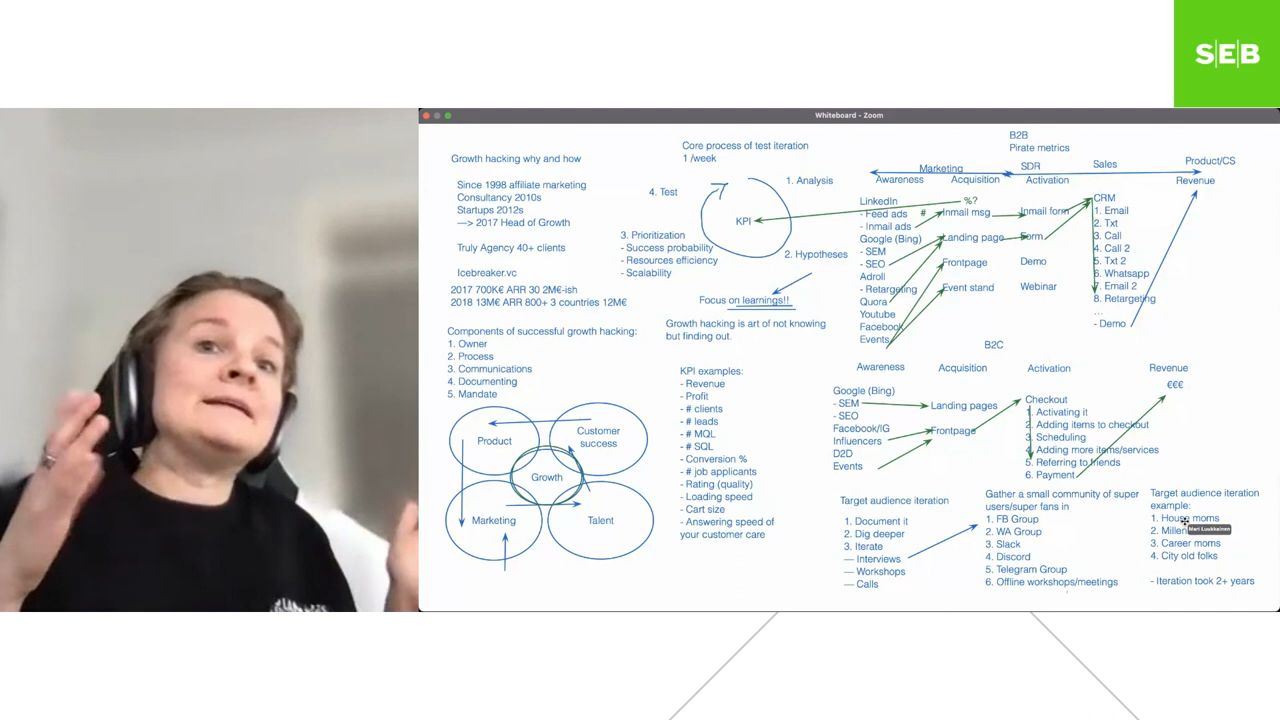 SEB
Whiteboard - Zoom
Growth hacking why and how
Since 1998 affiliate marketing
Consultancy 2010s
Startups 2012s
—> 2017 Head of Growth
Truly Agency 40+ clients
Icebreaker.vc
2017 700K€ ARR 30 2M€-ish
2018 13M€ ARR 800+ 3 countries 12M€
Components of successful growth hacking:
1. Owner
2. Process
3. Communications
4. Documenting
5. Mandate
Product
Customer
success
Growth
Marketing
Talent
Core process of test iteration
1 /week
4. Test
1. Analysis
KPI
3. Prioritization
- Success probability
- Resources efficiency
- Scalability
2. Hypotheses
Focus on learnings!!
Growth hacking is art of not knowing
but finding out.
KPI examples:
- Revenue
- Profit
- # clients
- # leads
- # MQL
- # SQL
- Conversion %
- # job applicants
- Rating (quality)
- Loading speed
- Cart size
- Answering speed of
your customer care
B2B
Pirate metrics
Marketing
SDR
Sales
Product/CS
Awareness
Acquisition
Activation
Revenue
LinkedIn
- Feed ads
- Inmail ads
Google (Bing)
- SEM
- SEO
Adroll
- Retargeting
Quora
Youtube
Facebook
Events
#
%?
Inmail msg
Landing page
Frontpage
Event stand
Inmail form
Form
Demo
Webinar
CRM
1. Email
2. Txt
3. Call
4. Call 2
5. Txt 2
6. Whatsapp
7. Email 2
8. Retargeting
...
- Demo
B2C
Awareness
Acquisition
Activation
Revenue
€€€
Google (Bing)
- SEM
- SEO
Facebook/IG
Influencers
D2D
Events
Landing pages
Frontpage
Checkout
1. Activating it
2. Adding items to checkout
3. Scheduling
4. Adding more items/services
5. Referring to friends
6. Payment
Target audience iteration
1. Document it
2. Dig deeper
3. Iterate
— Interviews
— Workshops
— Calls
Gather a small community of super
users/super fans in
1. FB Group
2. WA Group
3. Slack
4. Discord
5. Telegram Group
6. Offline workshops/meetings
Target audience iteration
example:
1. House moms
2.
Mari Luukkainen
3. Career moms
4. City old folks
- Iteration took 2+ years